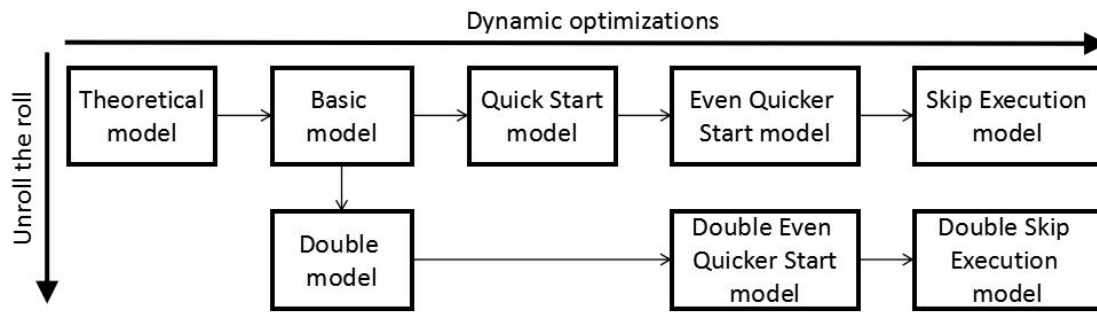 Dynamic optimizations
Unroll the roll
Theoretical
model
Basic
model
Quick Start
model
Even Quicker
Start model
Skip Execution
model
Double
model
Double Even
Quicker Start
model
Double Skip
Execution
model